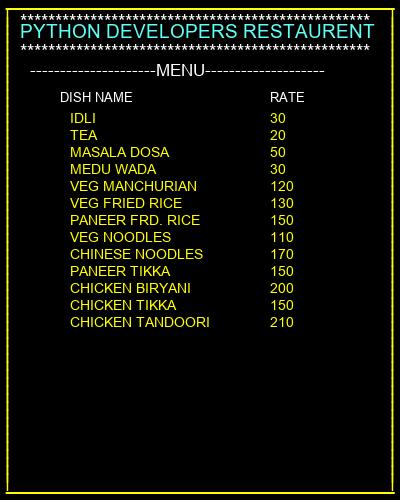 **************************************************
PYTHON DEVELOPERS RESTAURENT
**************************************************
---------------------MENU--------------------
DISH NAME RATE
IDLI 30
TEA 20
MASALA DOSA 50
MEDU WADA 30
VEG MANCHURIAN 120
VEG FRIED RICE 130
PANEER FRD. RICE 150
VEG NOODLES 110
CHINESE NOODLES 170
PANEER TIKKA 150
CHICKEN BIRYANI 200
CHICKEN TIKKA 150
CHICKEN TANDOORI 210